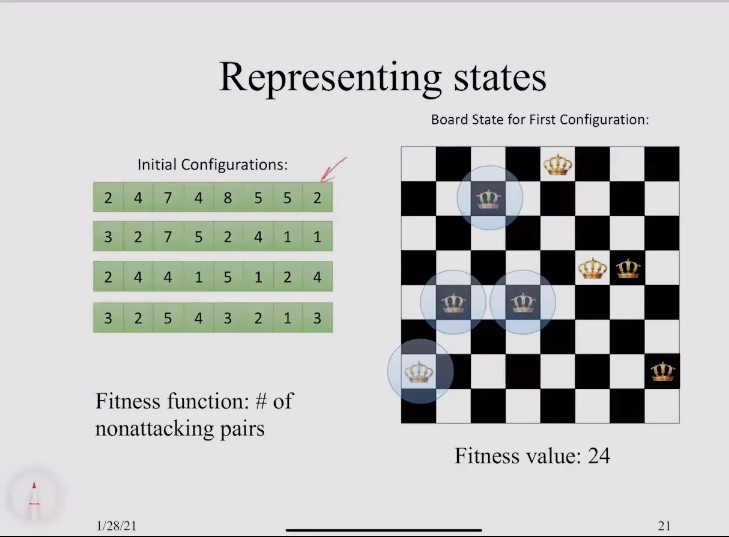 Representing states
Board State for First Configuration:
Initial Configurations:
2 4 7 4 8 5 5 2
3 2 7 5 2 4 1 1
2 4 4 1 5 1 2 4
3 2 5 4 3 2 1 3
Fitness function: # of
nonattacking pairs
Fitness value: 24
1/28/21
21